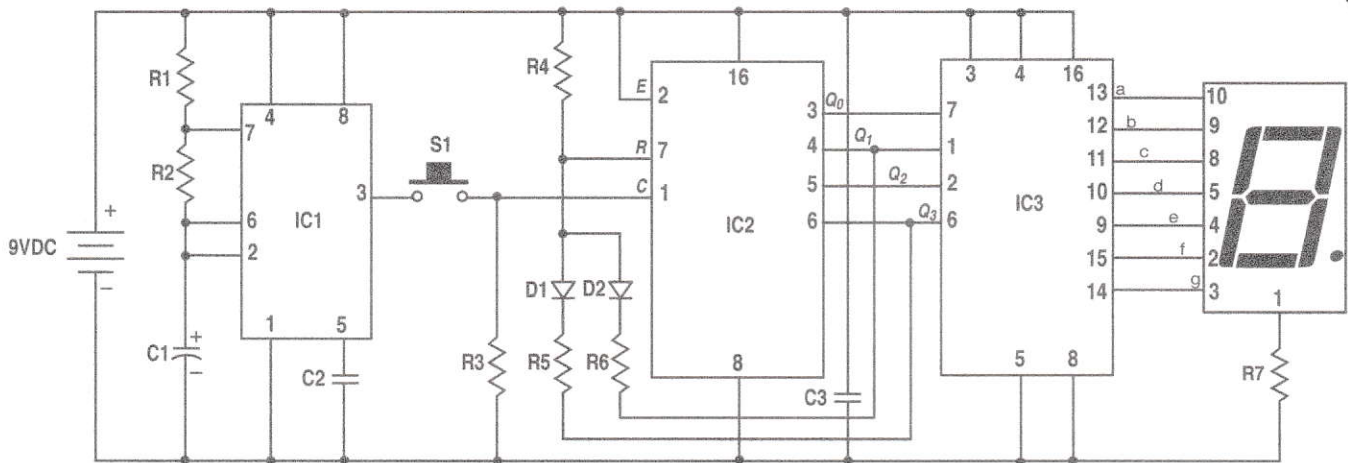 R1
R2
9VDC
+
−
C1
+
−
4 8
7
6
2
3
IC1
1 5
C2
S1
R3
R4
E
R
C
D1 D2
R5 R6
16
2
7
1
IC2
3
4
5
6
8
Q0
Q1
Q2
Q3
C3
3 4 16
7
1
2
6
IC3
13
12
11
10
9
15
14
5 8
a
b
c
d
e
f
g
10
9
8
5
4
2
3
1
R7